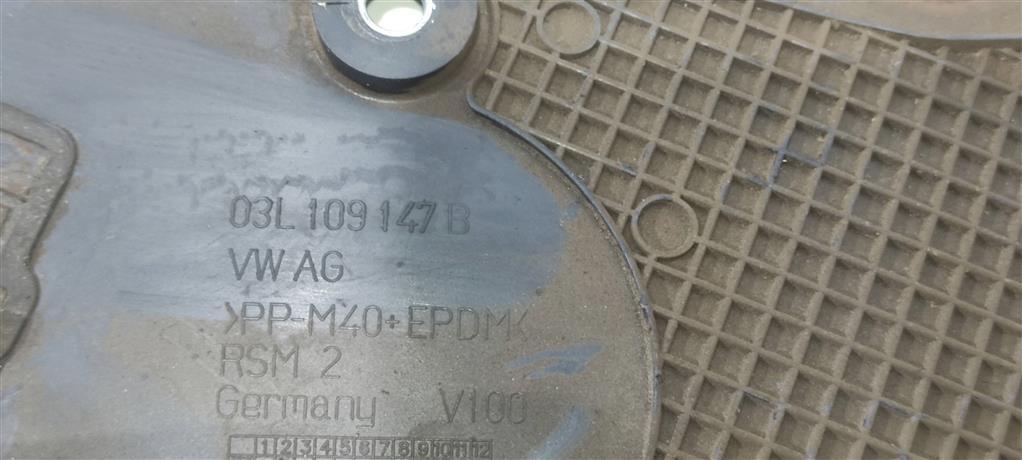 03L 109 147 B
VW AG
>PP-M40+EPDM<
RSM 2
Germany V100
1 2 3 4 5 6 7 8 9 10 11 12